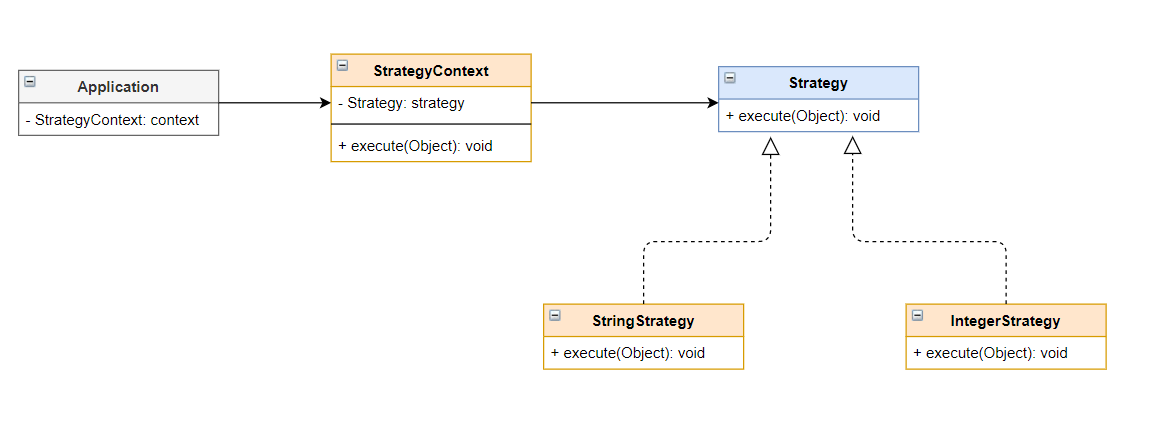 Application
- StrategyContext: context
StrategyContext
- Strategy: strategy
+ execute(Object): void
Strategy
+ execute(Object): void
StringStrategy
+ execute(Object): void
IntegerStrategy
+ execute(Object): void